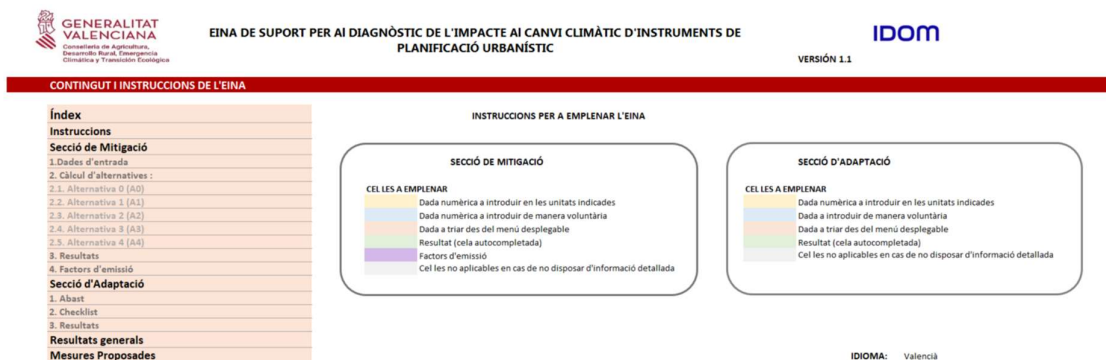 GENERALITAT
VALENCIANA
Conselleria de Agricultura,
Desarrollo Rural, Emergencia
Climática y Transición Ecológica
EINA DE SUPORT PER Al DIAGNÒSTIC DE L'IMPACTE AL CANVI CLIMÀTIC D'INSTRUMENTS DE
PLANIFICACIÓ URBANÍSTIC
IDOM
VERSIÓN 1.1
CONTINGUT I INSTRUCCIONS DE L'EINA
Índex
Instruccions
Secció de Mitigació
1.Dades d'entrada
2. Càlcul d'alternatives :
2.1. Alternativa 0 (A0)
2.2. Alternativa 1 (A1)
2.3. Alternativa 2 (A2)
2.4. Alternativa 3 (A3)
2.5. Alternativa 4 (A4)
3. Resultats
4. Factors d'emissió
Secció d'Adaptació
1. Abast
2. Checklist
3. Resultats
Resultats generals
Mesures Proposades
INSTRUCCIONS PER A EMPLENAR L'EINA
SECCIÓ DE MITIGACIÓ
CEL LES A EMPLENAR
Dada numèrica a introduir en les unitats indicades
Dada numèrica a introduir de manera voluntària
Dada a triar des del menú desplegable
Resultat (cela autocompletada)
Factors d'emissió
Cel les no aplicables en cas de no disposar d'informació detallada
SECCIÓ D'ADAPTACIÓ
CEL LES A EMPLENAR
Dada numèrica a introduir en les unitats indicades
Dada a introduir de manera voluntària
Dada a triar des del menú desplegable
Resultat (cela autocompletada)
Cel les no aplicables en cas de no disposar d'informació detallada
IDIOMA: Valencià